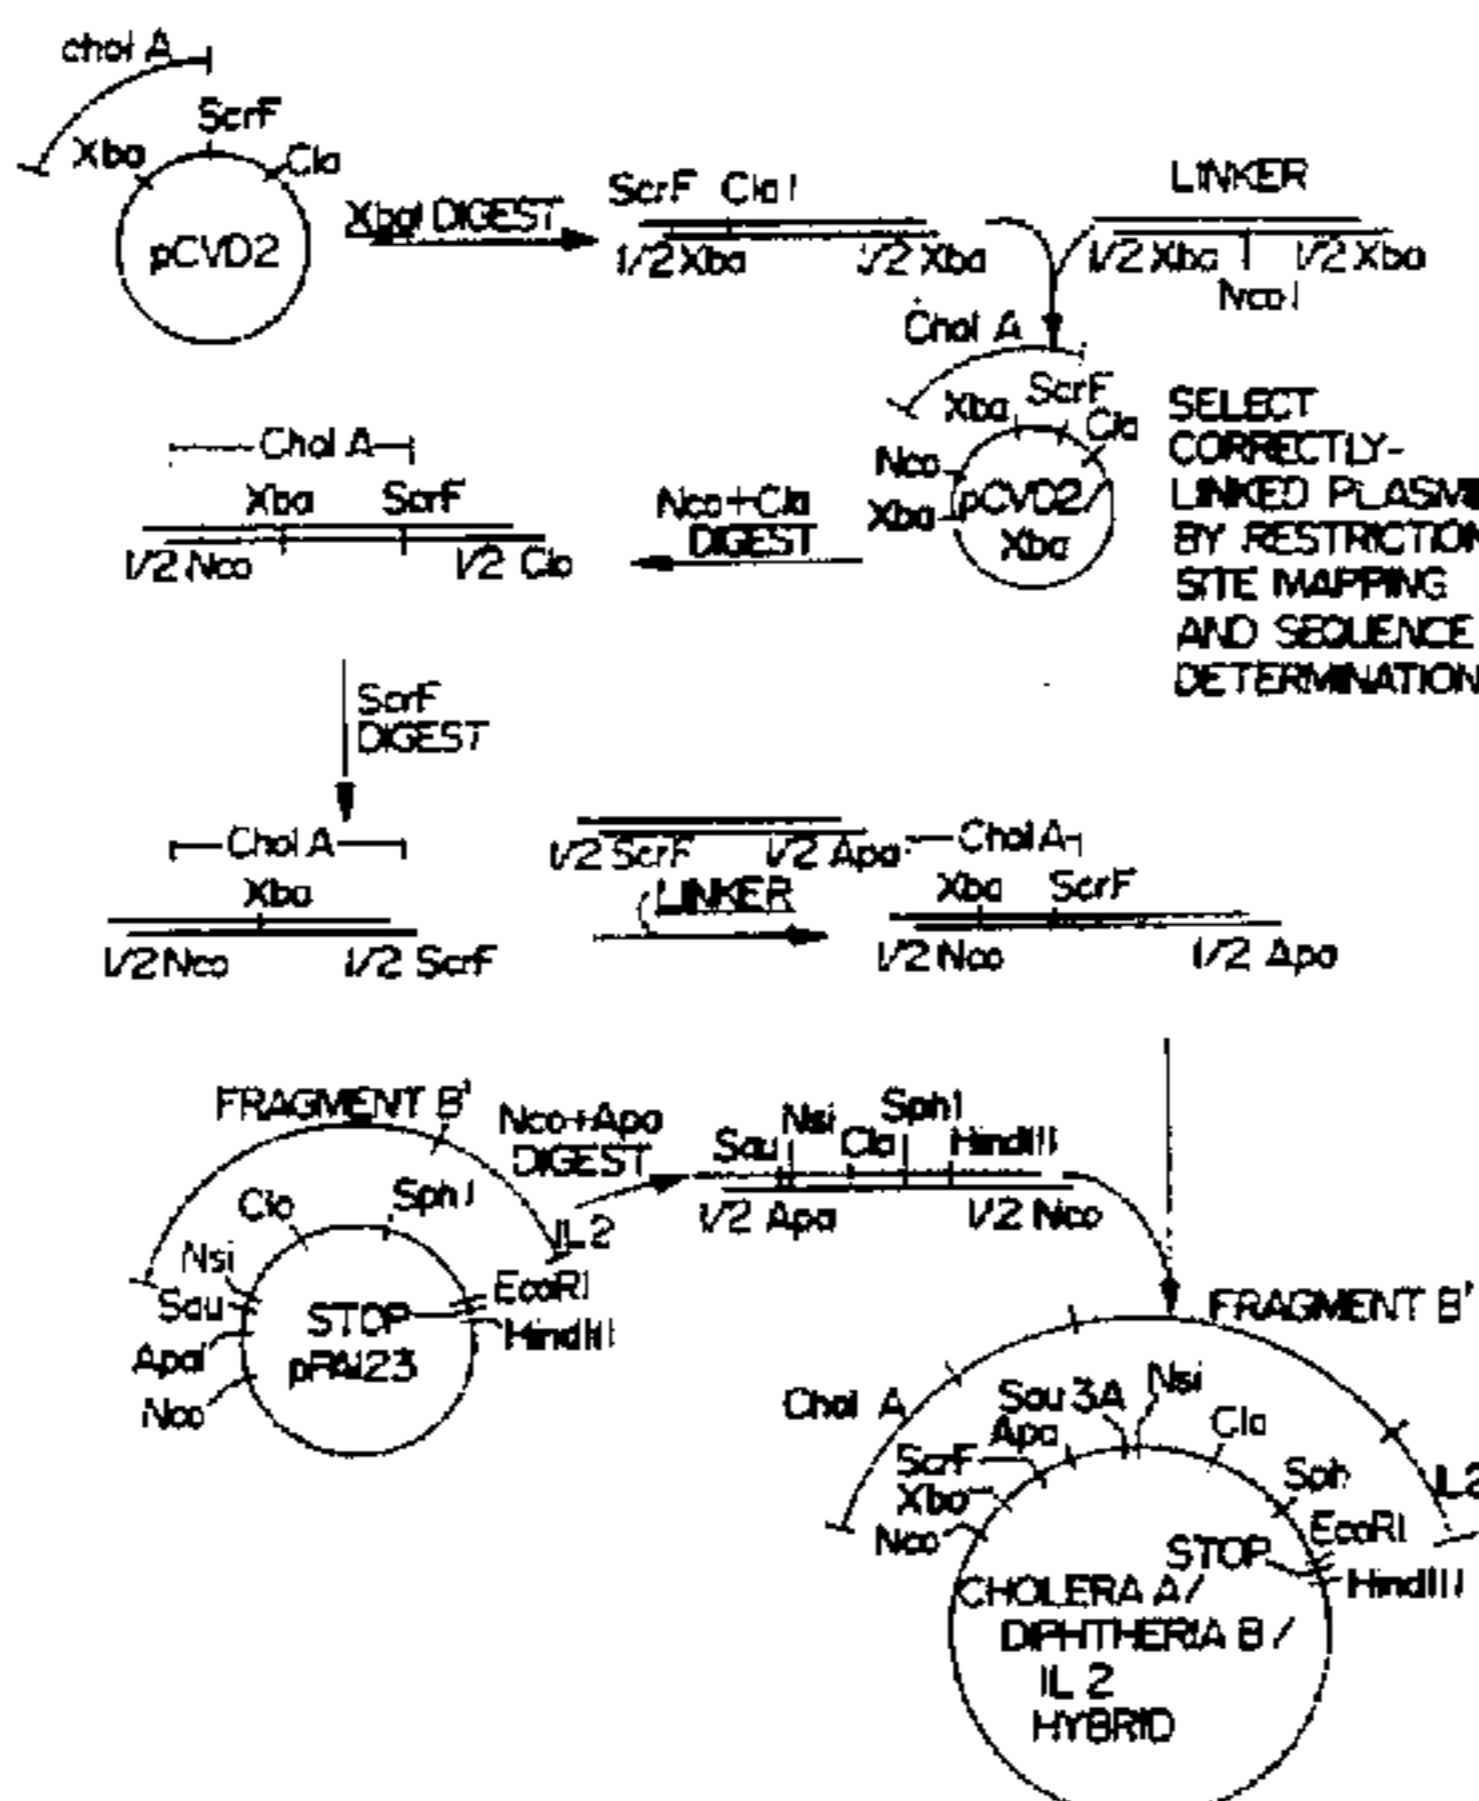 chol A
ScrF
Xba
Cla
pCVD2
XbaI DIGEST
ScrF ClaI
1/2 Xba
1/2 Xba
LINKER
1/2 Xba
1/2 Xba
NcoI
Chol A
Xba
ScrF
Cla
Nco
Xba
pCVD2/
Xba
SELECT
CORRECTLY-
LINKED PLASMI
BY RESTRICTION
SITE MAPPING
AND SEQUENCE
DETERMINATION
Nco+Cla
DIGEST
Chol A
Xba
ScrF
1/2 Nco
1/2 Cla
ScrF
DIGEST
Chol A
Xba
1/2 Nco
1/2 ScrF
1/2 ScrF
1/2 Apa
LINKER
Chol A
Xba
ScrF
1/2 Nco
1/2 Apa
FRAGMENT B'
Cla
SphI
Nsi
Sau
ApaI
Nco
IL2
EcoRI
STOP
HindIII
Nco+Apa
DIGEST
Sau
Nsi
Cla
SphI
HindIII
1/2 Apa
1/2 Nco
FRAGMENT B'
Chol A
Sau 3A
Nsi
Apa
Cla
ScrF
Xba
Nco
Sph
IL2
EcoRI
STOP
HindIII
CHOLERA A/
DIPHTHERIA B/
IL 2
HYBRID